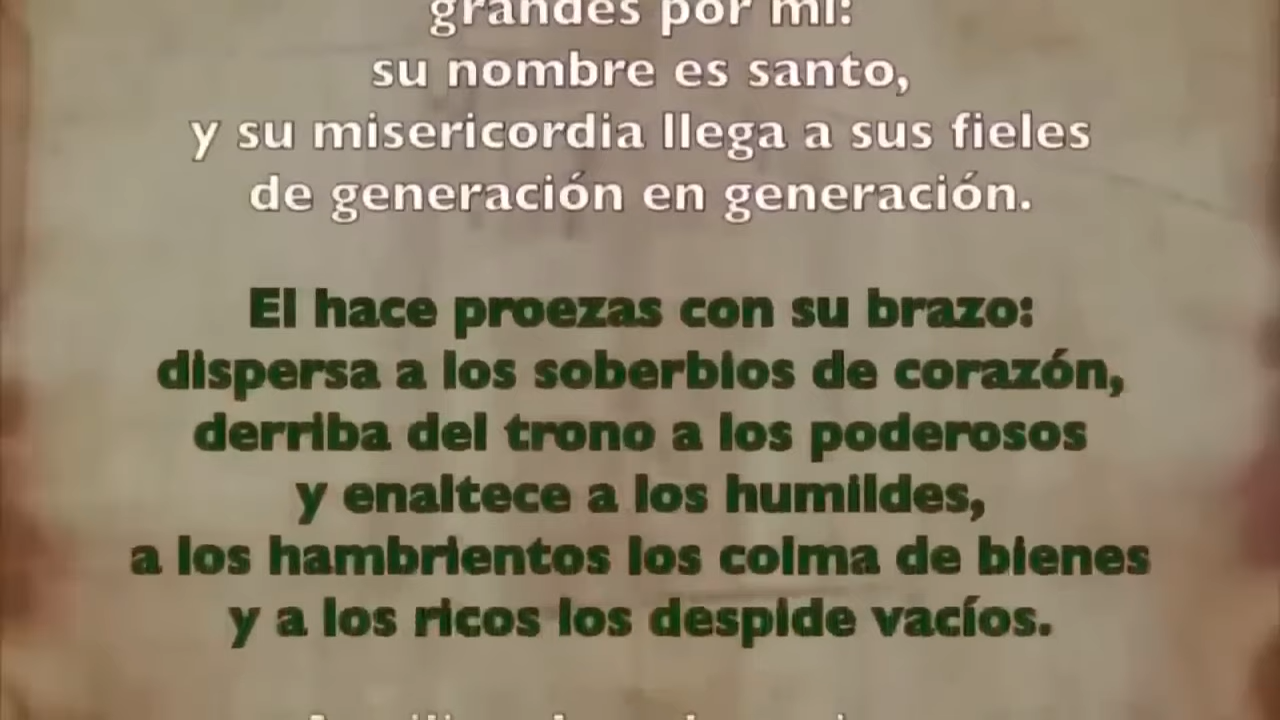 grandes por mí:
su nombre es santo,
y su misericordia llega a sus fieles
de generación en generación.
El hace proezas con su brazo:
dispersa a los soberbios de corazón,
derriba del trono a los poderosos
y enaltece a los humildes,
a los hambrientos los colma de bienes
y a los ricos los despide vacíos.